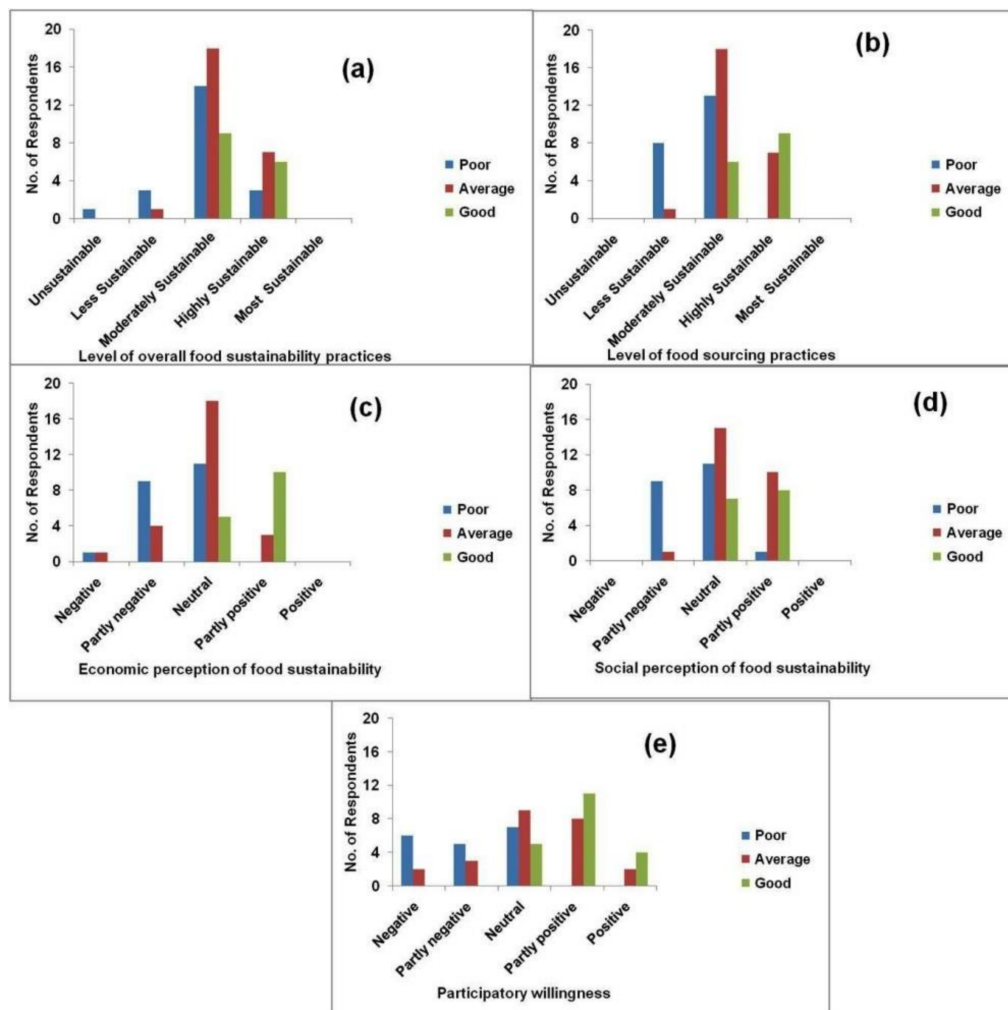 20
16
12
8
4
0
No. of Respondents
(a)
Poor
Average
Good
Unsustainable
Less Sustainable
Moderately Sustainable
Highly Sustainable
Most Sustainable
Level of overall food sustainability practices
20
16
12
8
4
0
No. of Respondents
(b)
Poor
Average
Good
Unsustainable
Less Sustainable
Moderately Sustainable
Highly Sustainable
Most Sustainable
Level of food sourcing practices
20
16
12
8
4
0
No. of Respondents
(c)
Poor
Average
Good
Negative
Partly negative
Neutral
Partly positive
Positive
Economic perception of food sustainability
20
16
12
8
4
0
No. of Respondents
(d)
Poor
Average
Good
Negative
Partly negative
Neutral
Partly positive
Positive
Social perception of food sustainability
20
16
12
8
4
0
No. of Respondents
(e)
Poor
Average
Good
Negative
Partly negative
Neutral
Partly positive
Positive
Participatory willingness